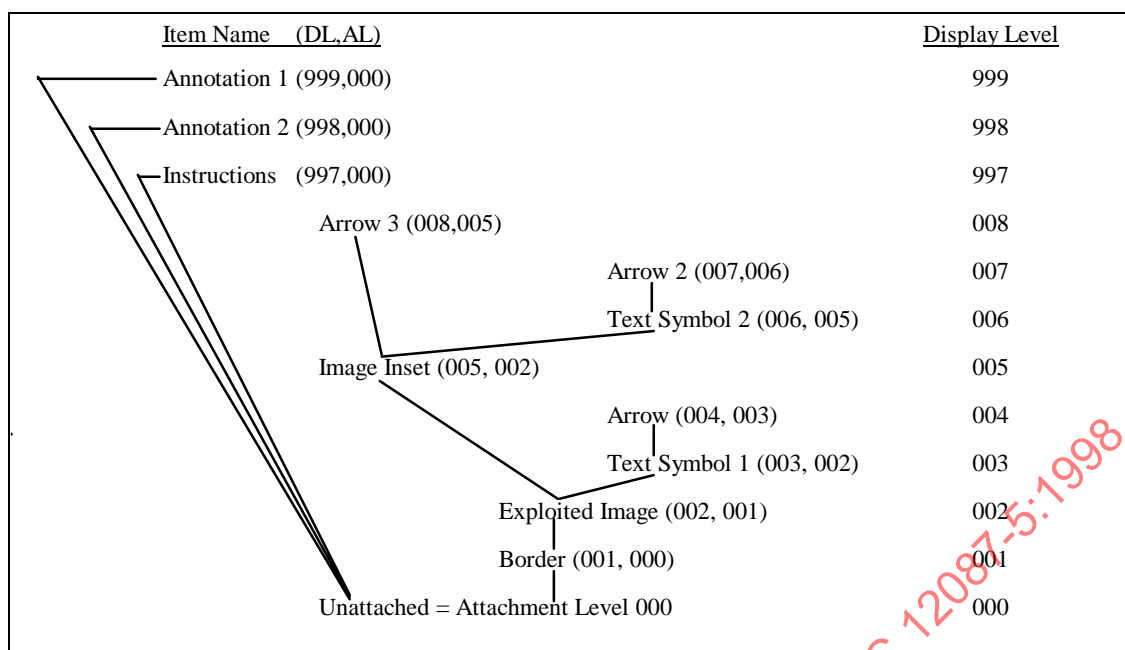 Item Name (DL,AL) Display Level
Annotation 1 (999,000) 999
Annotation 2 (998,000) 998
Instructions (997,000) 997
Arrow 3 (008,005) 008
Arrow 2 (007,006) 007
Text Symbol 2 (006, 005) 006
Image Inset (005, 002) 005
Arrow (004, 003) 004
Text Symbol 1 (003, 002) 003
Exploited Image (002, 001) 002
Border (001, 000) 001
Unattached = Attachment Level 000 000
12087-5:1998